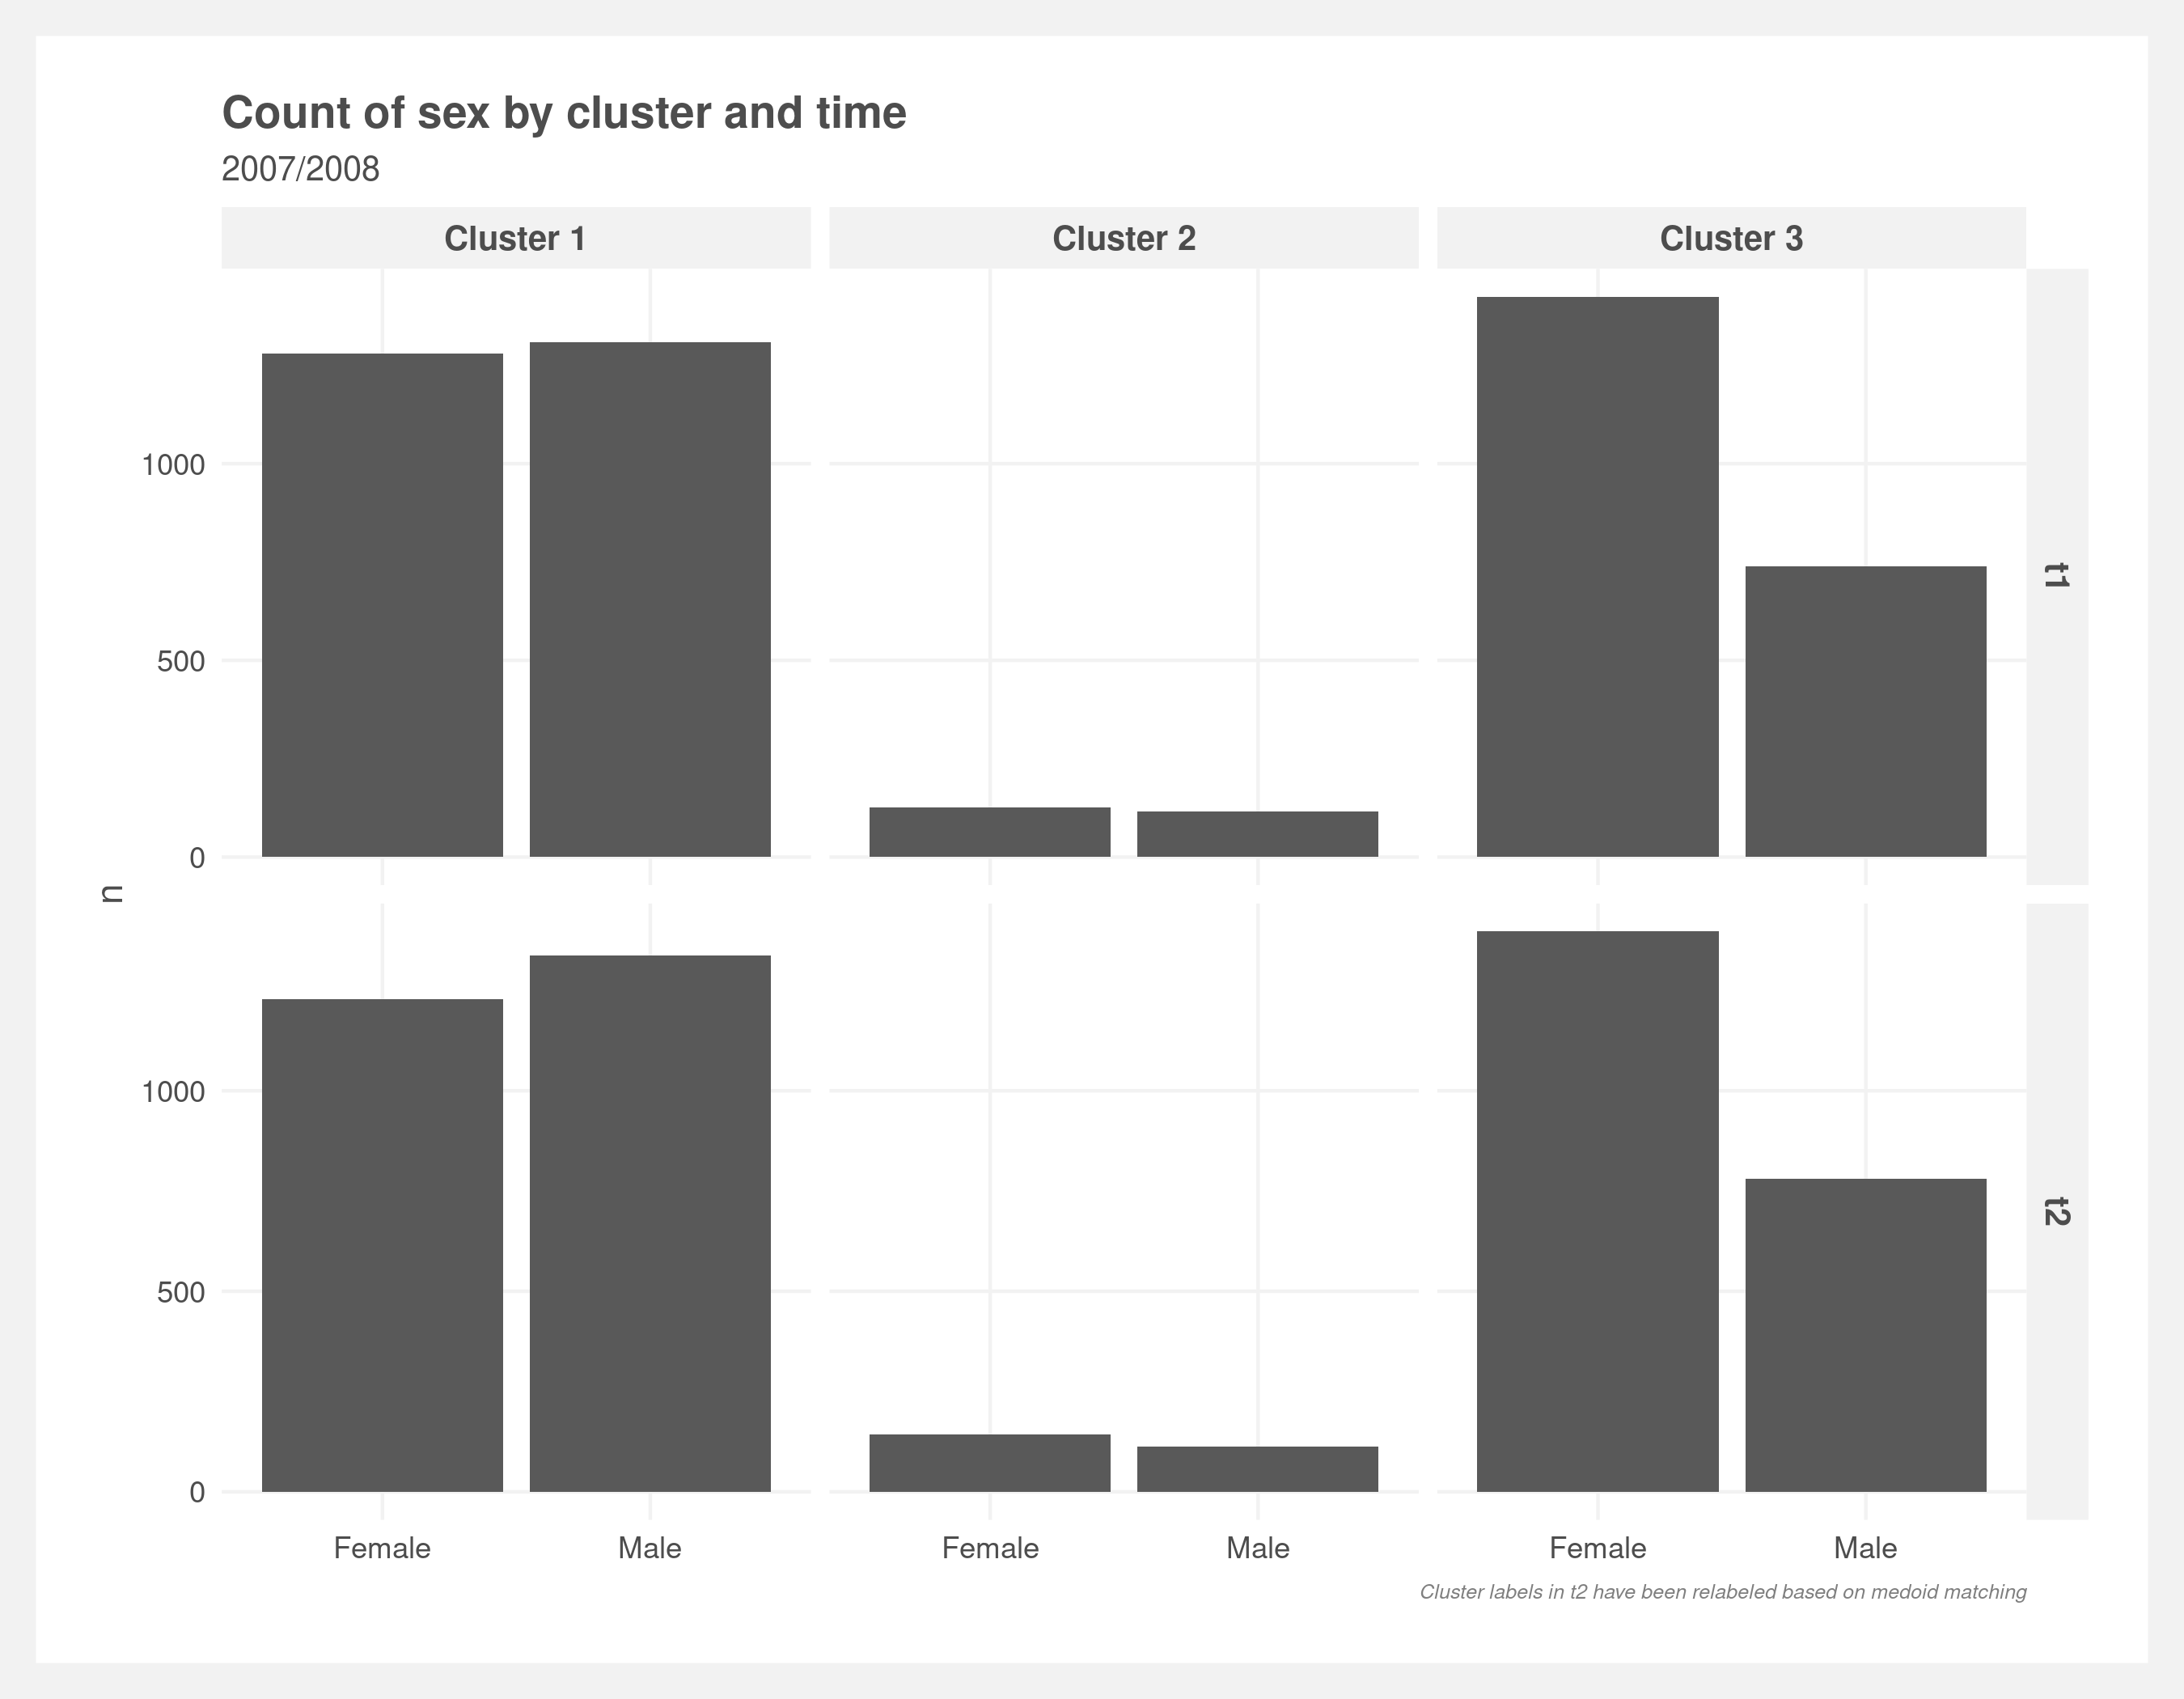 Count of sex by cluster and time
2007/2008
Cluster 1 Cluster 2 Cluster 3
1000
500
0
t1
n
1000
500
0
t2
Female Male Female Male Female Male
Cluster labels in t2 have been relabeled based on medoid matching